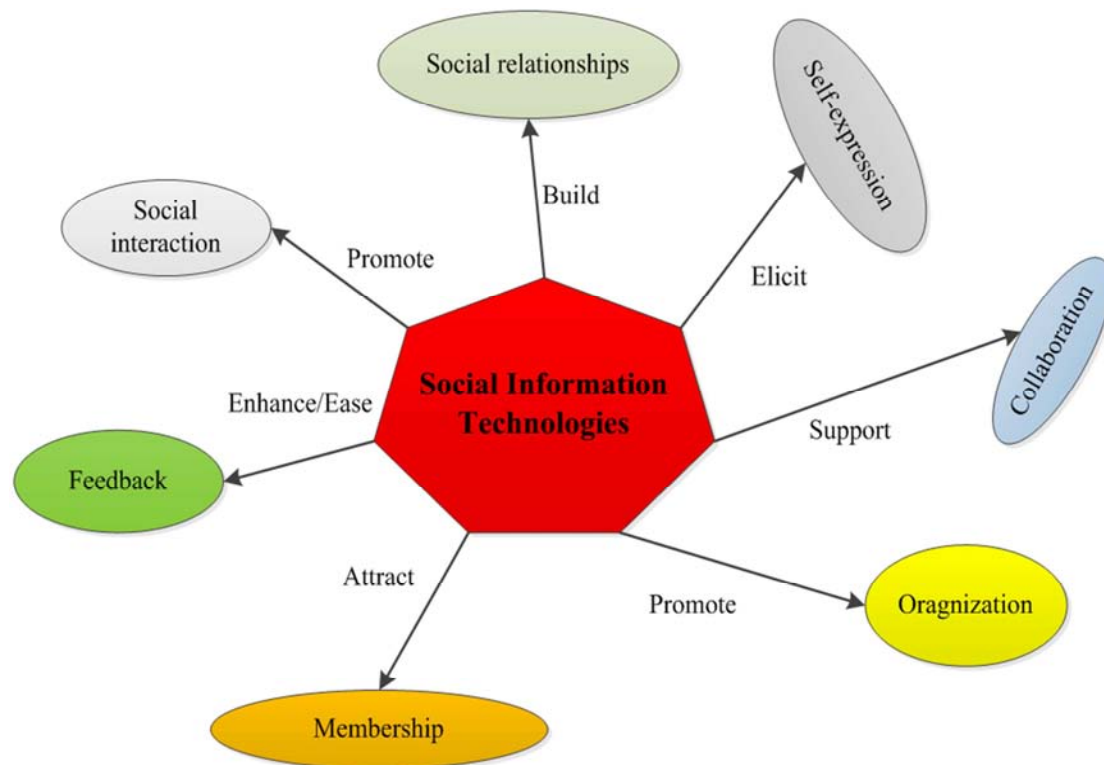 Social relationships
Self-expression
Build
Social
interaction
Promote
Elicit
Collaboration
Social Information
Technologies
Enhance/Ease
Support
Feedback
Attract
Promote
Oragnization
Membership